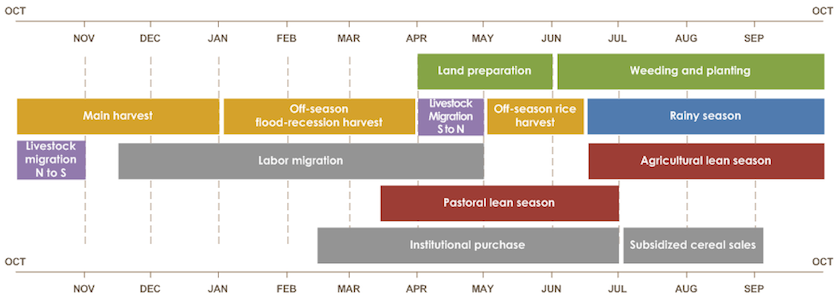 OCT OCT
NOV DEC JAN FEB MAR APR MAY JUN JUL AUG SEP
Land preparation
Weeding and planting
Main harvest
Off-season
flood-recession harvest
Livestock
Migration
S to N
Off-season rice
harvest
Rainy season
Livestock
migration
N to S
Labor migration
Agricultural lean season
Pastoral lean season
Institutional purchase
Subsidized cereal sales
OCT OCT
NOV DEC JAN FEB MAR APR MAY JUN JUL AUG SEP